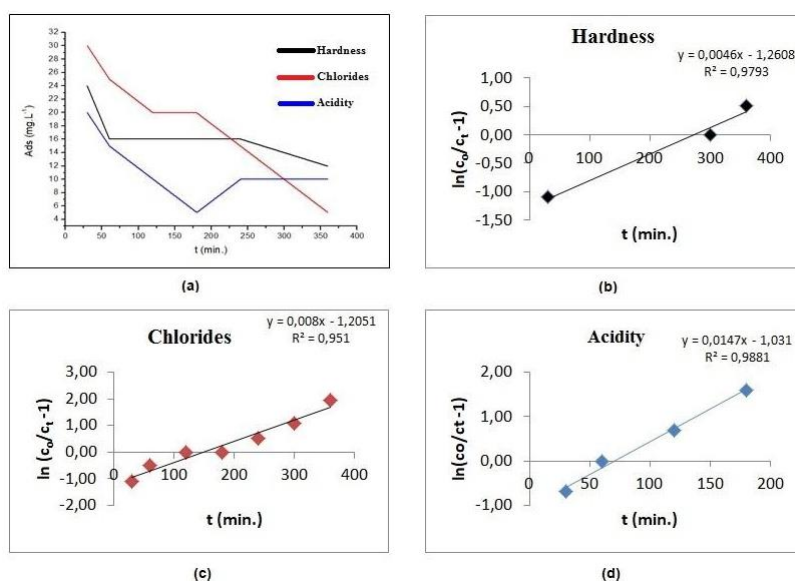 32
30
28
26
24
22
20
18
16
14
12
10
8
6
4
Ads (mg.L⁻¹)
Hardness
Chlorides
Acidity
0 50 100 150 200 250 300 350 400
t (min.)
(a)
Hardness
y = 0,0046x - 1,2608
R² = 0,9793
1,00
0,50
0,00
-0,50
-1,00
-1,50
0 100 200 300 400
ln(c₀/cₜ -1)
t (min.)
(b)
Chlorides
y = 0,008x - 1,2051
R² = 0,951
3,00
2,00
1,00
0,00
-1,00
-2,00
0 100 200 300 400
ln (c₀/cₜ -1)
t (min.)
(c)
Acidity
y = 0,0147x - 1,031
R² = 0,9881
2,00
1,00
0,00
-1,00
0 50 100 150 200
ln(co/ct -1)
t (min.)
(d)